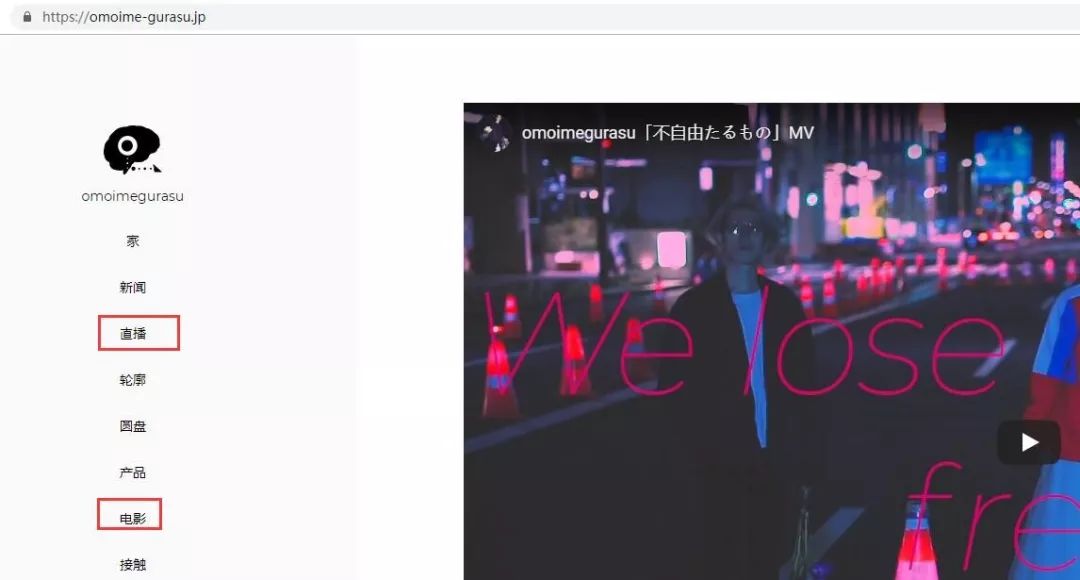 https://omoime-gurasu.jp
omoimegurasu
家
新闻
直播
轮廓
圆盘
产品
电影
接触
omoimegurasu「不自由たるもの」MV
We lose
fre